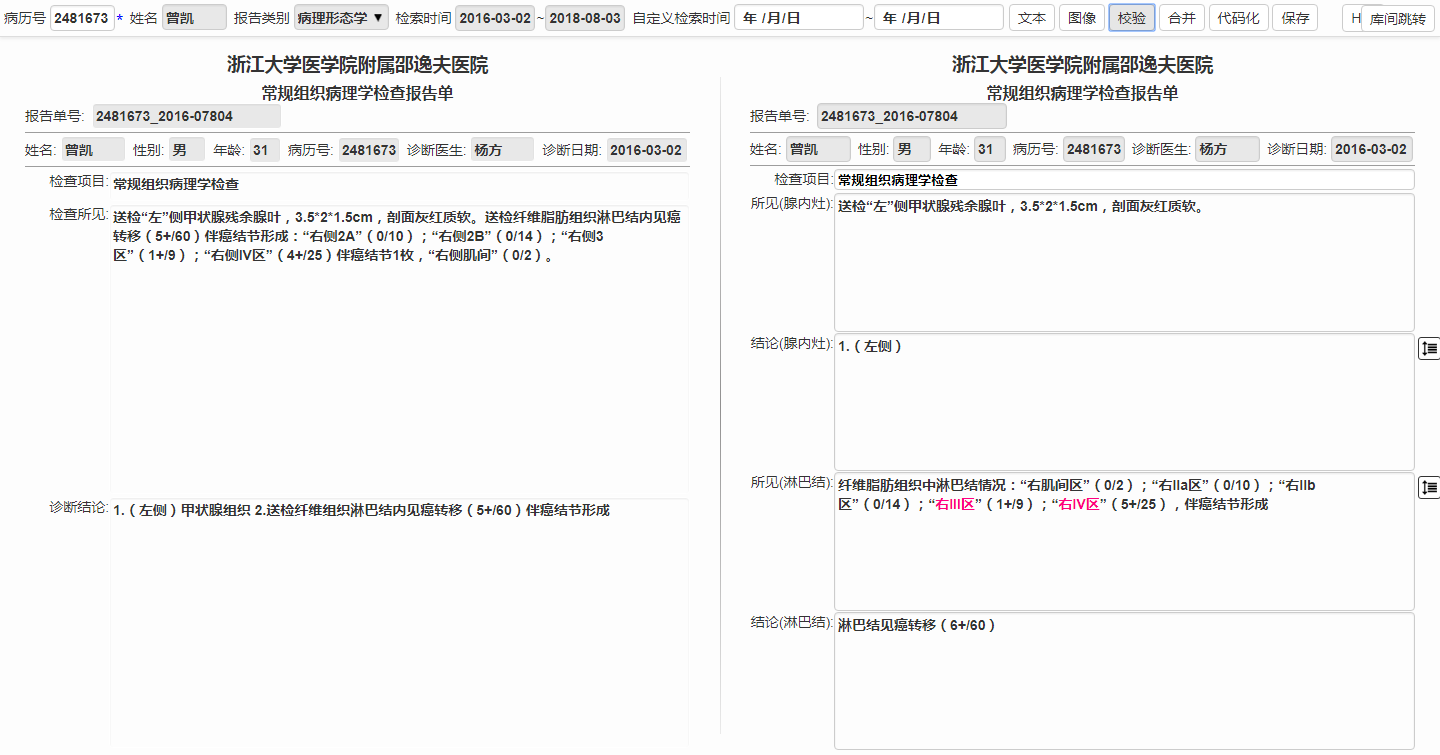 病历号 2481673 * 姓名 曾凯 报告类别 病理形态学 ▼ 检索时间 2016-03-02 ~ 2018-08-03 自定义检索时间 年 /月/日 ~ 年 /月/日 文本 图像 校验 合并 代码化 保存 H 库间跳转
浙江大学医学院附属邵逸夫医院
常规组织病理学检查报告单
报告单号: 2481673_2016-07804
姓名: 曾凯 性别: 男 年龄: 31 病历号: 2481673 诊断医生: 杨方 诊断日期: 2016-03-02
检查项目: 常规组织病理学检查
检查所见: 送检“左”侧甲状腺残余腺叶，3.5*2*1.5cm，剖面灰红质软。送检纤维脂肪组织淋巴结内见癌
转移（5+/60）伴癌结节形成：“右侧2A”（0/10）；“右侧2B”（0/14）；“右侧3
区”（1+/9）；“右侧IV区”（4+/25）伴癌结节1枚，“右侧肌间”（0/2）。
诊断结论: 1.（左侧）甲状腺组织 2.送检纤维组织淋巴结内见癌转移（5+/60）伴癌结节形成
浙江大学医学院附属邵逸夫医院
常规组织病理学检查报告单
报告单号: 2481673_2016-07804
姓名: 曾凯 性别: 男 年龄: 31 病历号: 2481673 诊断医生: 杨方 诊断日期: 2016-03-02
检查项目: 常规组织病理学检查
所见(腺内灶): 送检“左”侧甲状腺残余腺叶，3.5*2*1.5cm，剖面灰红质软。
结论(腺内灶): 1.（左侧）
所见(淋巴结): 纤维脂肪组织中淋巴结情况：“右肌间区”（0/2）；“右IIa区”（0/10）；“右IIb
区”（0/14）；“右III区”（1+/9）；“右IV区”（5+/25），伴癌结节形成
结论(淋巴结): 淋巴结见癌转移（6+/60）